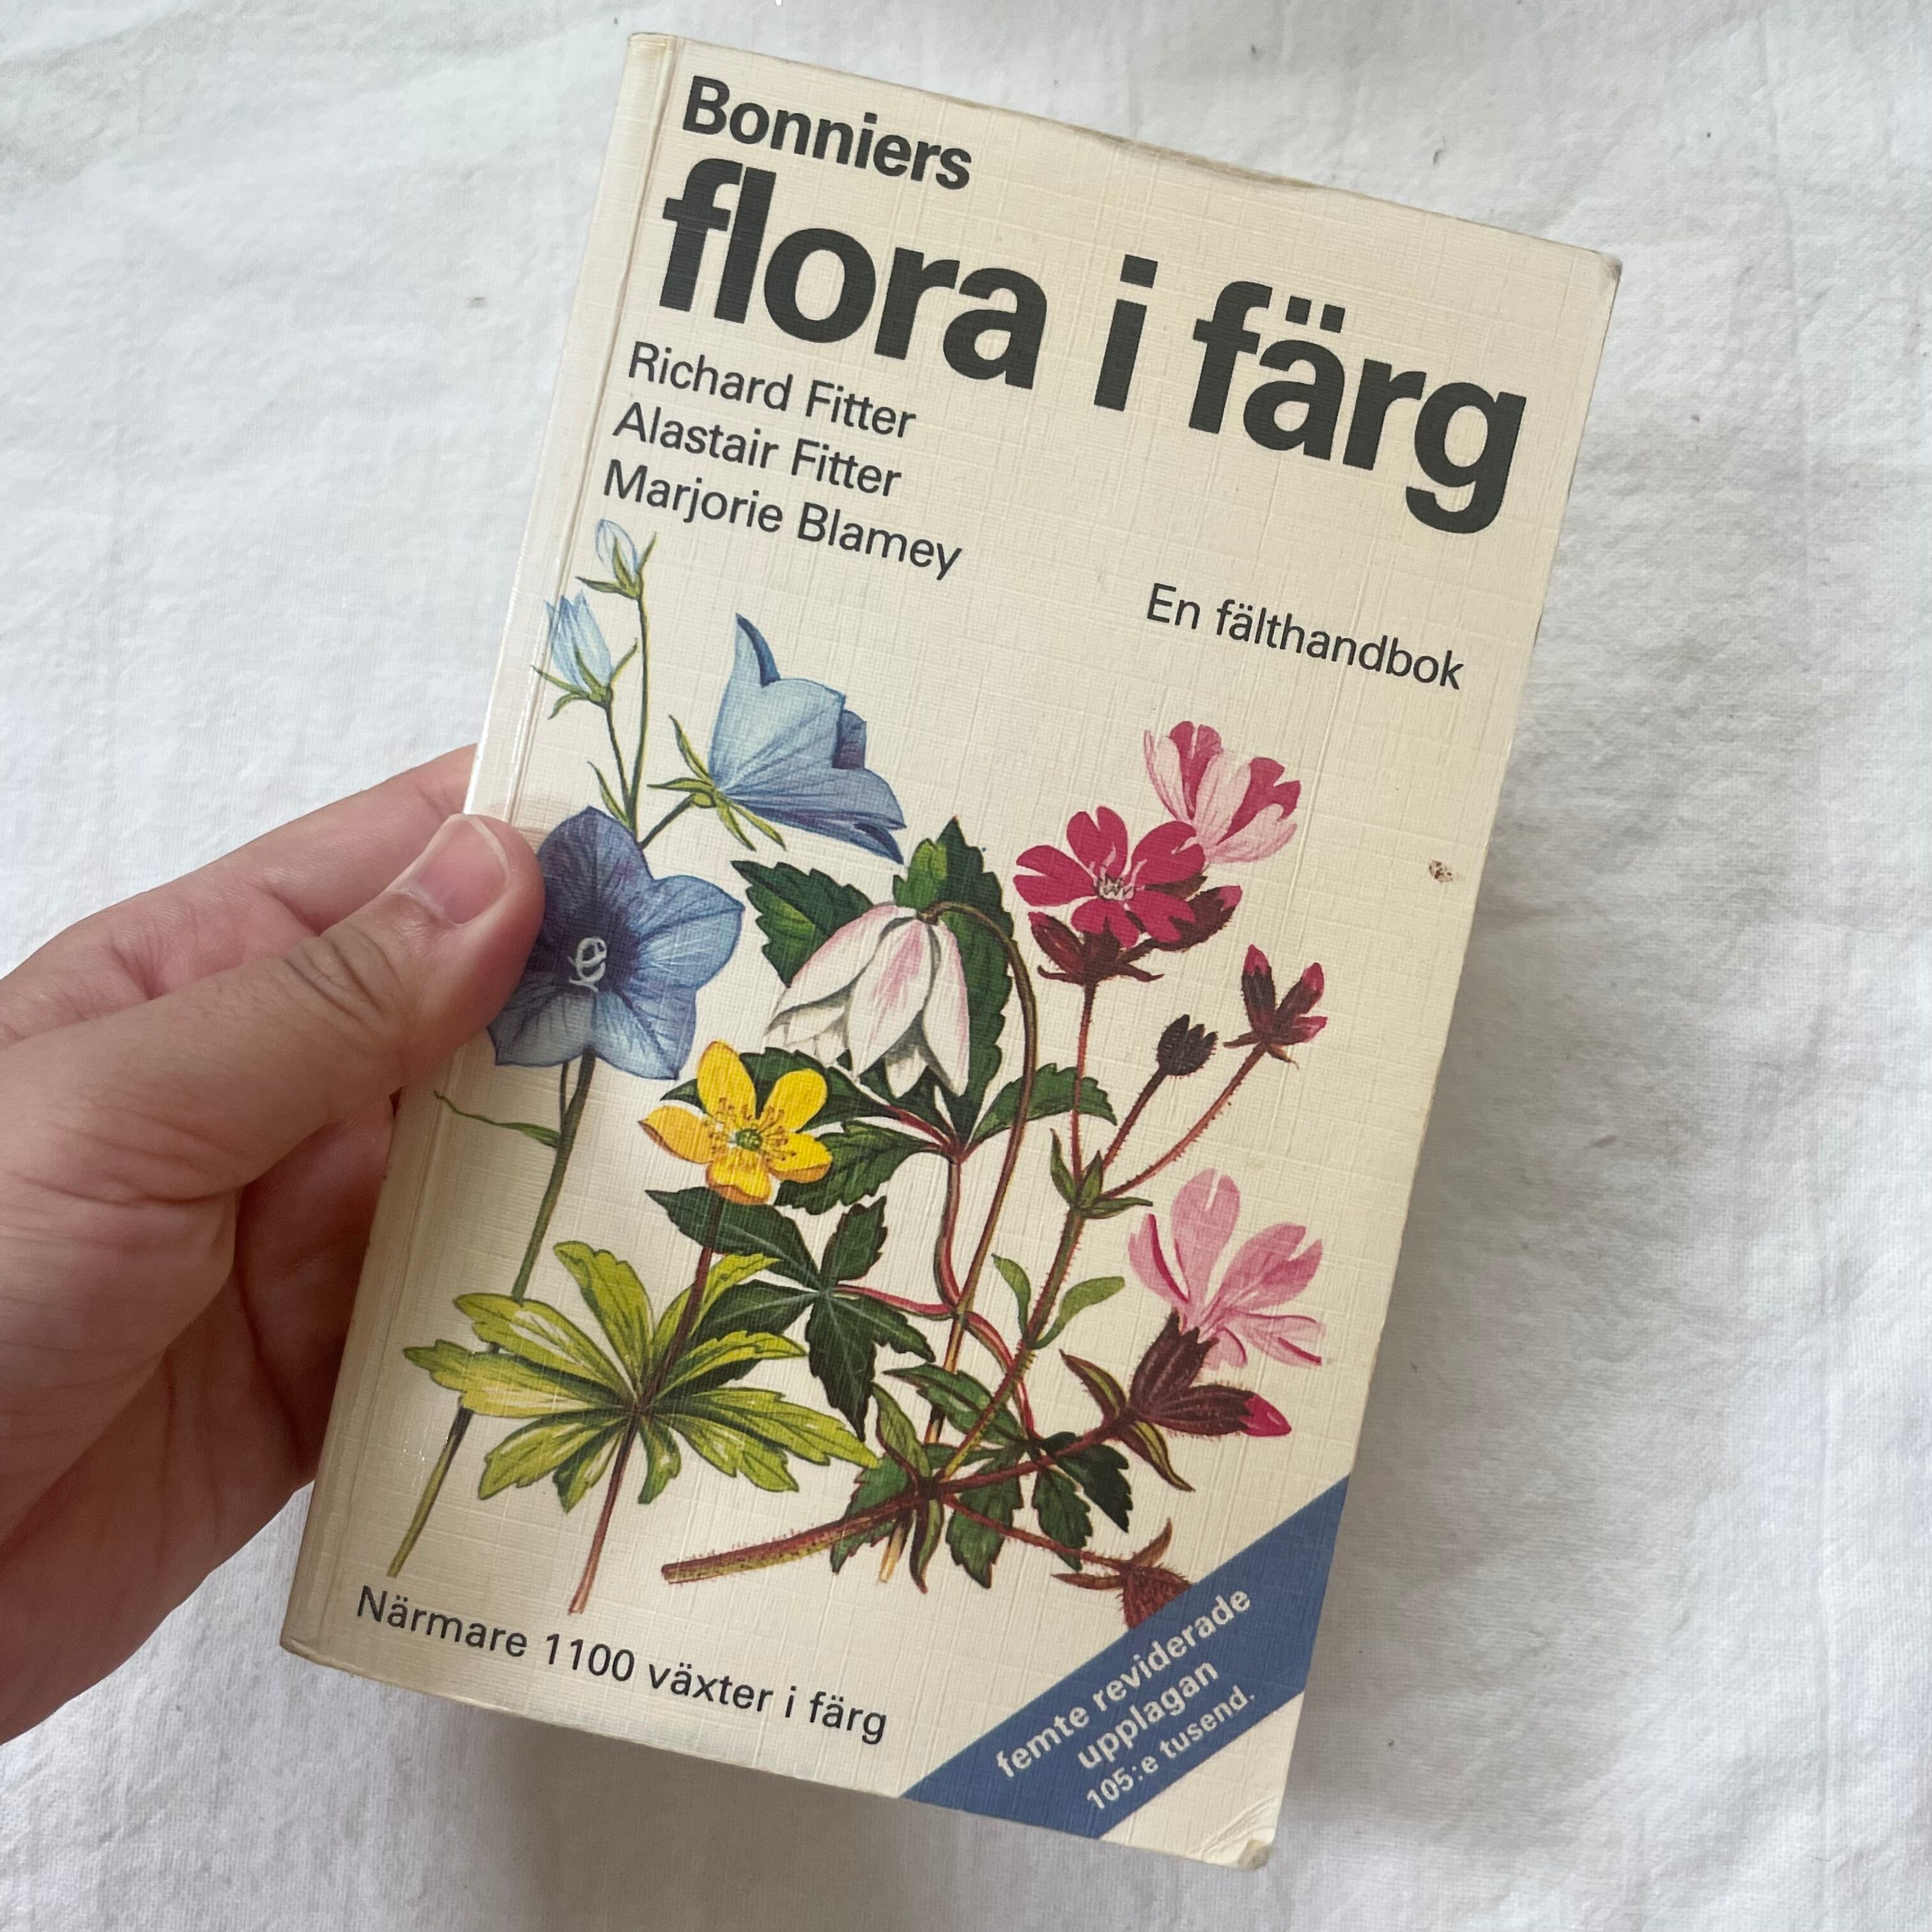 Bonniers
flora i färg
Richard Fitter
Alastair Fitter
Marjorie Blamey
En fälthandbok
Närmare 1100 växter i färg
femte reviderade
upplagan
105:e tusend.